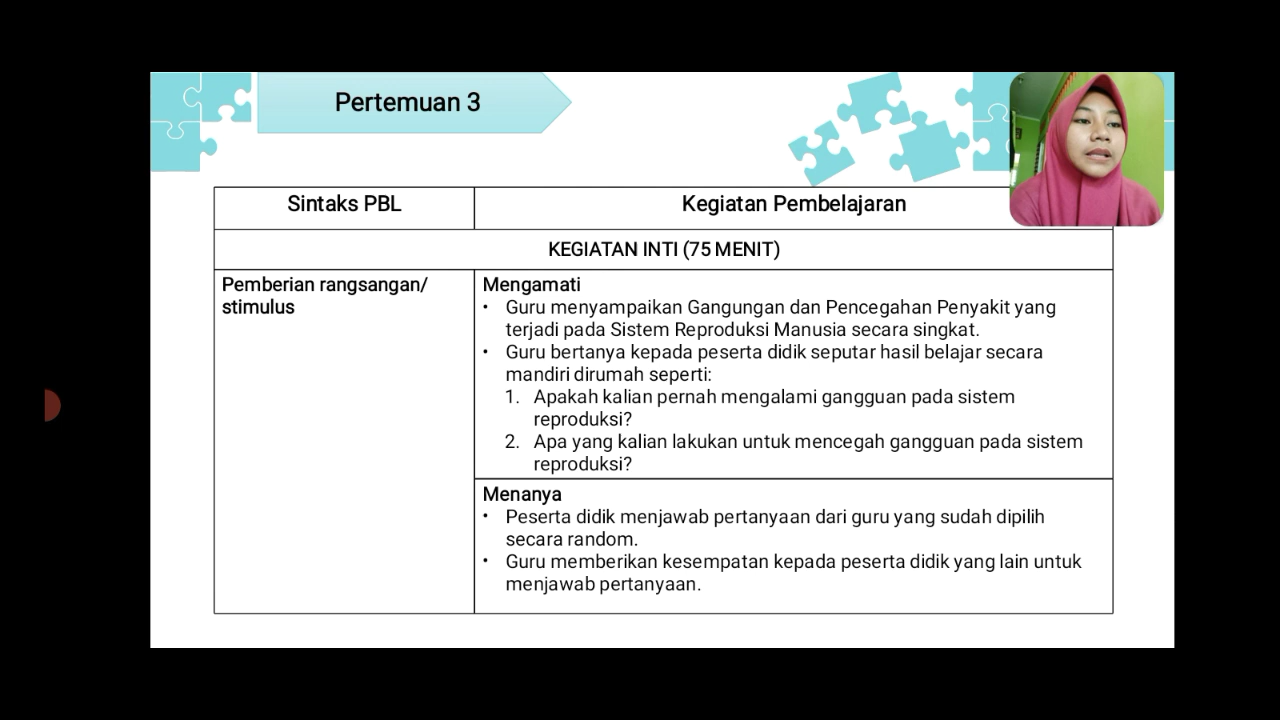 Pertemuan 3
Sintaks PBL
Kegiatan Pembelajaran
KEGIATAN INTI (75 MENIT)
Pemberian rangsangan/
stimulus
Mengamati
• Guru menyampaikan Gangungan dan Pencegahan Penyakit yang
terjadi pada Sistem Reproduksi Manusia secara singkat.
• Guru bertanya kepada peserta didik seputar hasil belajar secara
mandiri dirumah seperti:
1. Apakah kalian pernah mengalami gangguan pada sistem
reproduksi?
2. Apa yang kalian lakukan untuk mencegah gangguan pada sistem
reproduksi?
Menanya
• Peserta didik menjawab pertanyaan dari guru yang sudah dipilih
secara random.
• Guru memberikan kesempatan kepada peserta didik yang lain untuk
menjawab pertanyaan.